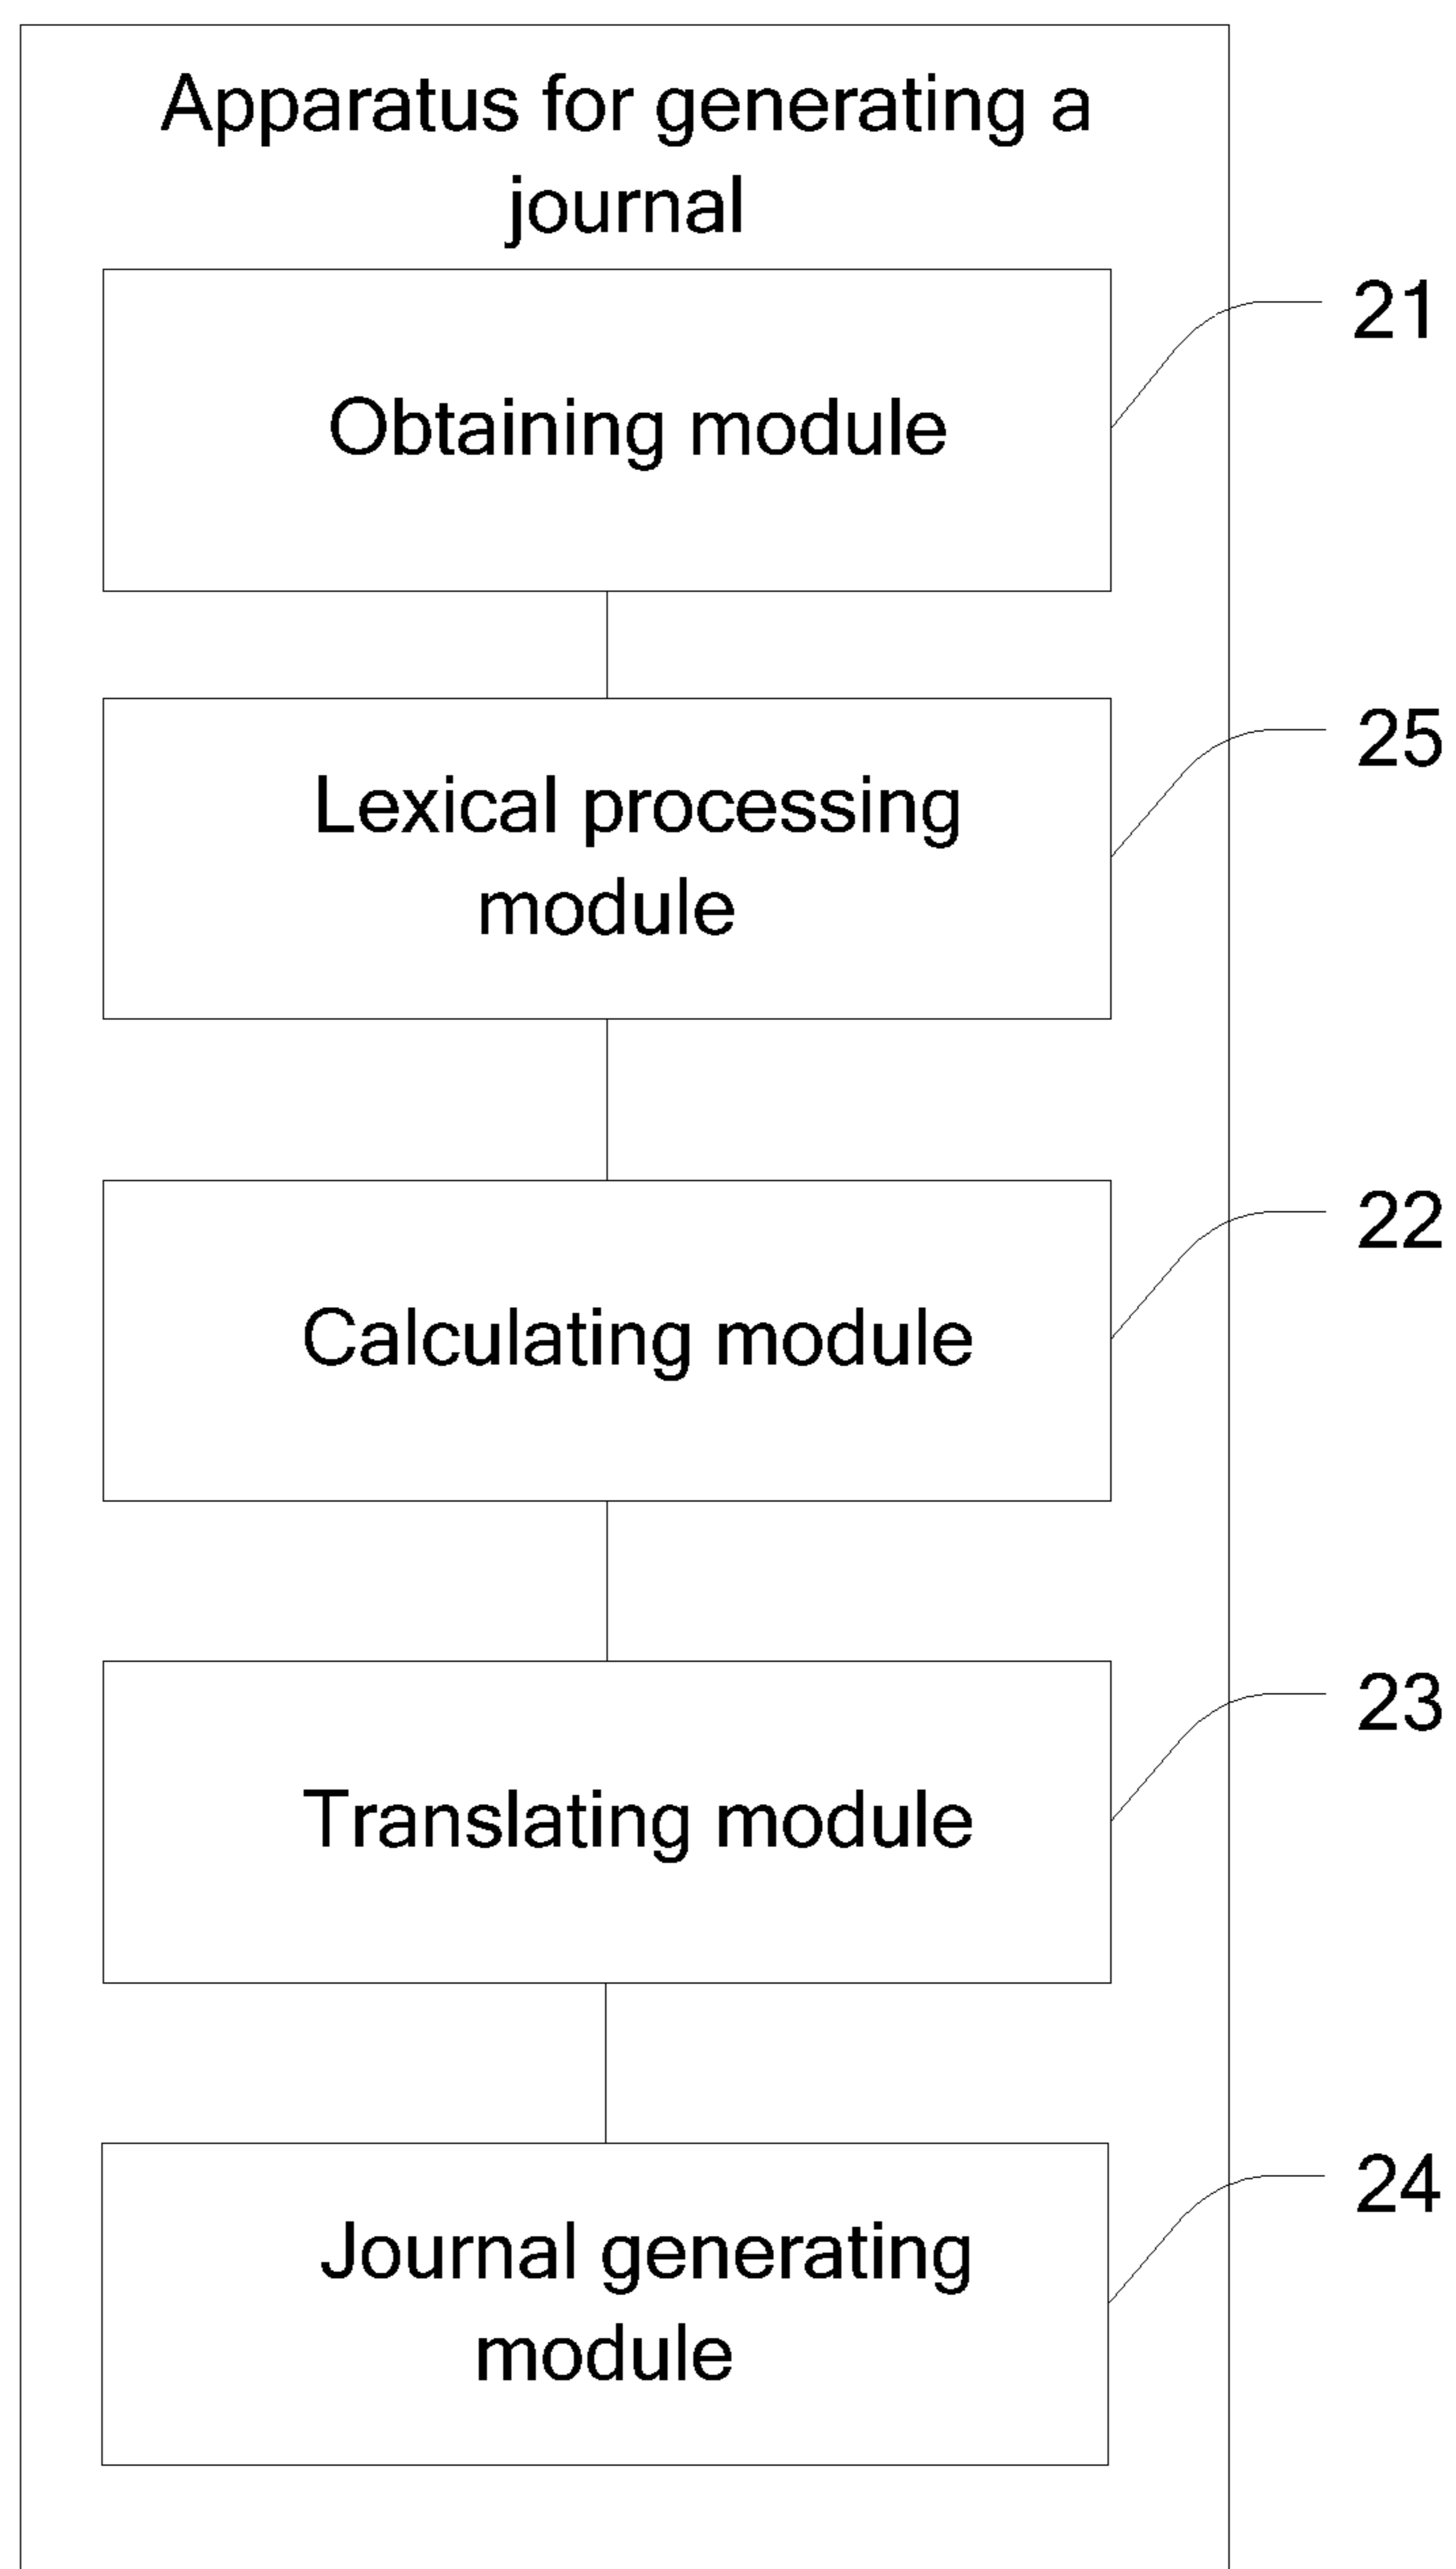 Apparatus for generating a
journal
Obtaining module
21
Lexical processing
module
25
Calculating module
22
Translating module
23
Journal generating
module
24